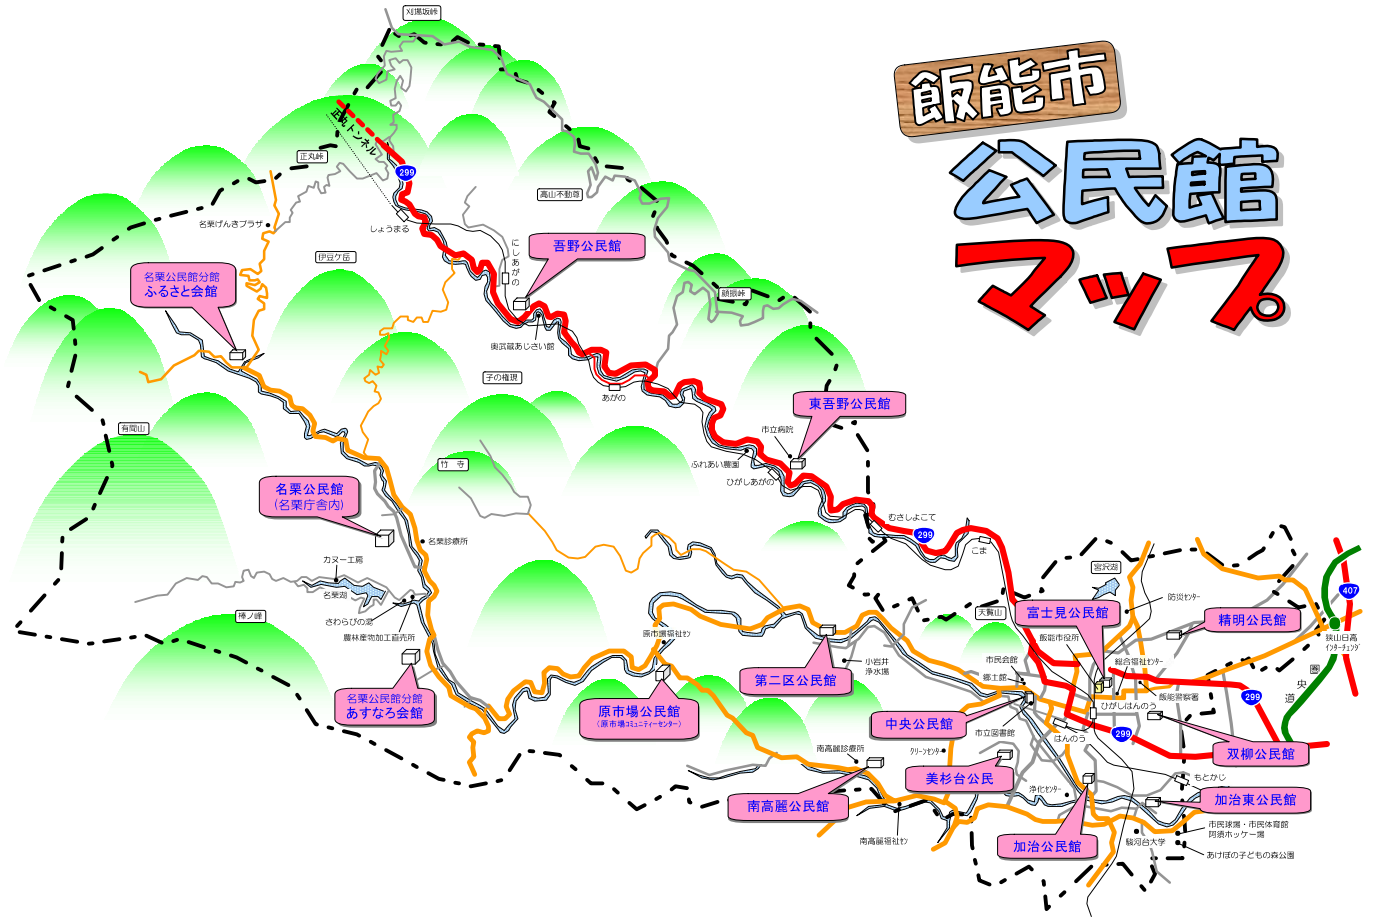 飯能市
公民館
マップ
刈場坂峠
正丸トンネル
正丸峠
299
高山不動尊
名栗げんきプラザ
しょうまる
にしあがの
吾野公民館
伊豆ケ岳
名栗公民館分館
ふるさと会館
顔振峠
奥武蔵あじさい館
子の権現
あがの
東吾野公民館
有間山
市立病院
竹 寺
ふれあい農園
ひがしあがの
名栗公民館
(名栗庁舎内)
むさしよこて
299
こま
名栗診療所
カヌー工房
名栗湖
さわらびの湯
農林産物加工直売所
棒ノ峰
宮沢湖
防災センター
407
天覧山
富士見公民館
精明公民館
飯能市役所
狭山日高
インターチェンジ
圏央道
原市場福祉セン
小岩井
浄水場
市民会館
郷土館
総合福祉センター
飯能警察署
第二区公民館
名栗公民館分館
あすなろ会館
原市場公民館
(原市場コミュニティーセンター)
299
ひがしはんのう
中央公民館
市立図書館
はんのう
299
双柳公民館
南高麗診療所
クリーンセンター
美杉台公民
もとかじ
浄化センター
南高麗公民館
加治東公民館
南高麗福祉セン
加治公民館
駿河台大学
市民球場・市民体育館
阿須ホッケー場
あけぼの子どもの森公園